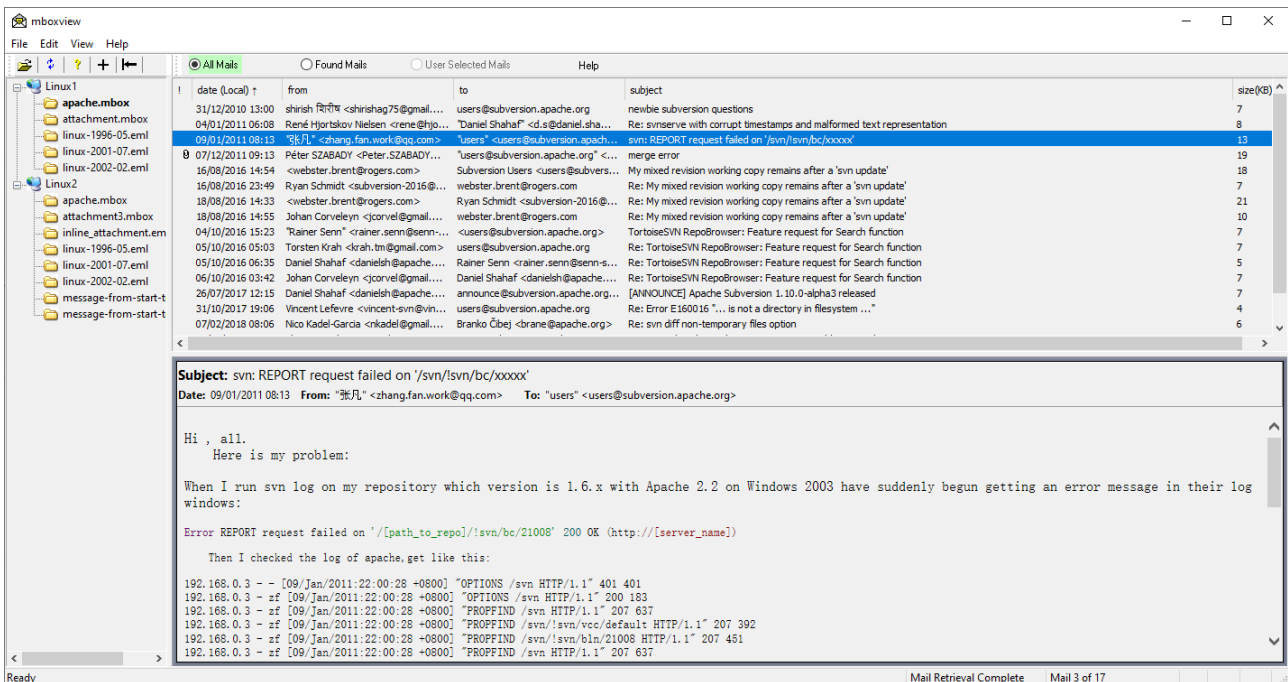 mboxview
File Edit View Help
All Mails Found Mails User Selected Mails Help
Linux1
apache.mbox
attachment.mbox
linux-1996-05.eml
linux-2001-07.eml
linux-2002-02.eml
Linux2
apache.mbox
attachment3.mbox
inline_attachment.em
linux-1996-05.eml
linux-2001-07.eml
linux-2002-02.eml
message-from-start-t
message-from-start-t
! date (Local) ↑ from to subject size(KB)
31/12/2010 13:00 shirish शिरीष <shirishag75@gmail.... users@subversion.apache.org newbie subversion questions 7
04/01/2011 06:08 René Hjortskov Nielsen <rene@hjo... "Daniel Shahaf" <d.s@daniel.sha... Re: svnserve with corrupt timestamps and malformed text representation 8
09/01/2011 08:13 "张凡" <zhang.fan.work@qq.com> "users" <users@subversion.apach... svn: REPORT request failed on '/svn/!svn/bc/xxxxx' 13
07/12/2011 09:13 Péter SZABADY <Peter.SZABADY... "users@subversion.apache.org" <... merge error 19
16/08/2016 14:54 <webster.brent@rogers.com> Subversion Users <users@subvers... My mixed revision working copy remains after a 'svn update' 18
16/08/2016 23:49 Ryan Schmidt <subversion-2016@... webster.brent@rogers.com Re: My mixed revision working copy remains after a 'svn update' 7
18/08/2016 14:33 <webster.brent@rogers.com> Ryan Schmidt <subversion-2016@... Re: My mixed revision working copy remains after a 'svn update' 21
18/08/2016 14:55 Johan Corveleyn <jcorvel@gmail.... webster.brent@rogers.com Re: My mixed revision working copy remains after a 'svn update' 10
04/10/2016 15:23 "Rainer Senn" <rainer.senn@senn-... <users@subversion.apache.org> TortoiseSVN RepoBrowser: Feature request for Search function 7
05/10/2016 05:03 Torsten Krah <krah.tm@gmail.com> users@subversion.apache.org Re: TortoiseSVN RepoBrowser: Feature request for Search function 7
05/10/2016 06:35 Daniel Shahaf <danielsh@apache.... Rainer Senn <rainer.senn@senn-s... Re: TortoiseSVN RepoBrowser: Feature request for Search function 5
06/10/2016 03:42 Johan Corveleyn <jcorvel@gmail.... Daniel Shahaf <danielsh@apache.... Re: TortoiseSVN RepoBrowser: Feature request for Search function 7
26/07/2017 12:15 Daniel Shahaf <danielsh@apache.... announce@subversion.apache.org... [ANNOUNCE] Apache Subversion 1.10.0-alpha3 released 7
31/10/2017 19:06 Vincent Lefevre <vincent-svn@vin... users@subversion.apache.org Re: Error E160016 "... is not a directory in filesystem ..." 4
07/02/2018 08:06 Nico Kadel-Garcia <nkadel@gmail.... Branko Čibej <brane@apache.org> Re: svn diff non-temporary files option 6
Subject: svn: REPORT request failed on '/svn/!svn/bc/xxxxx'
Date: 09/01/2011 08:13 From: "张凡" <zhang.fan.work@qq.com> To: "users" <users@subversion.apache.org>
Hi , all.
Here is my problem:
When I run svn log on my repository which version is 1.6.x with Apache 2.2 on Windows 2003 have suddenly begun getting an error message in their log
windows:
Error REPORT request failed on '/[path_to_repo]/!svn/bc/21008' 200 OK (http://[server_name])
Then I checked the log of apache,get like this:
192.168.0.3 - - [09/Jan/2011:22:00:28 +0800] "OPTIONS /svn HTTP/1.1" 401 401
192.168.0.3 - zf [09/Jan/2011:22:00:28 +0800] "OPTIONS /svn HTTP/1.1" 200 183
192.168.0.3 - zf [09/Jan/2011:22:00:28 +0800] "PROPFIND /svn HTTP/1.1" 207 637
192.168.0.3 - zf [09/Jan/2011:22:00:28 +0800] "PROPFIND /svn/!svn/vcc/default HTTP/1.1" 207 392
192.168.0.3 - zf [09/Jan/2011:22:00:28 +0800] "PROPFIND /svn/!svn/bln/21008 HTTP/1.1" 207 451
192.168.0.3 - zf [09/Jan/2011:22:00:28 +0800] "PROPFIND /svn HTTP/1.1" 207 637
Ready Mail Retrieval Complete Mail 3 of 17